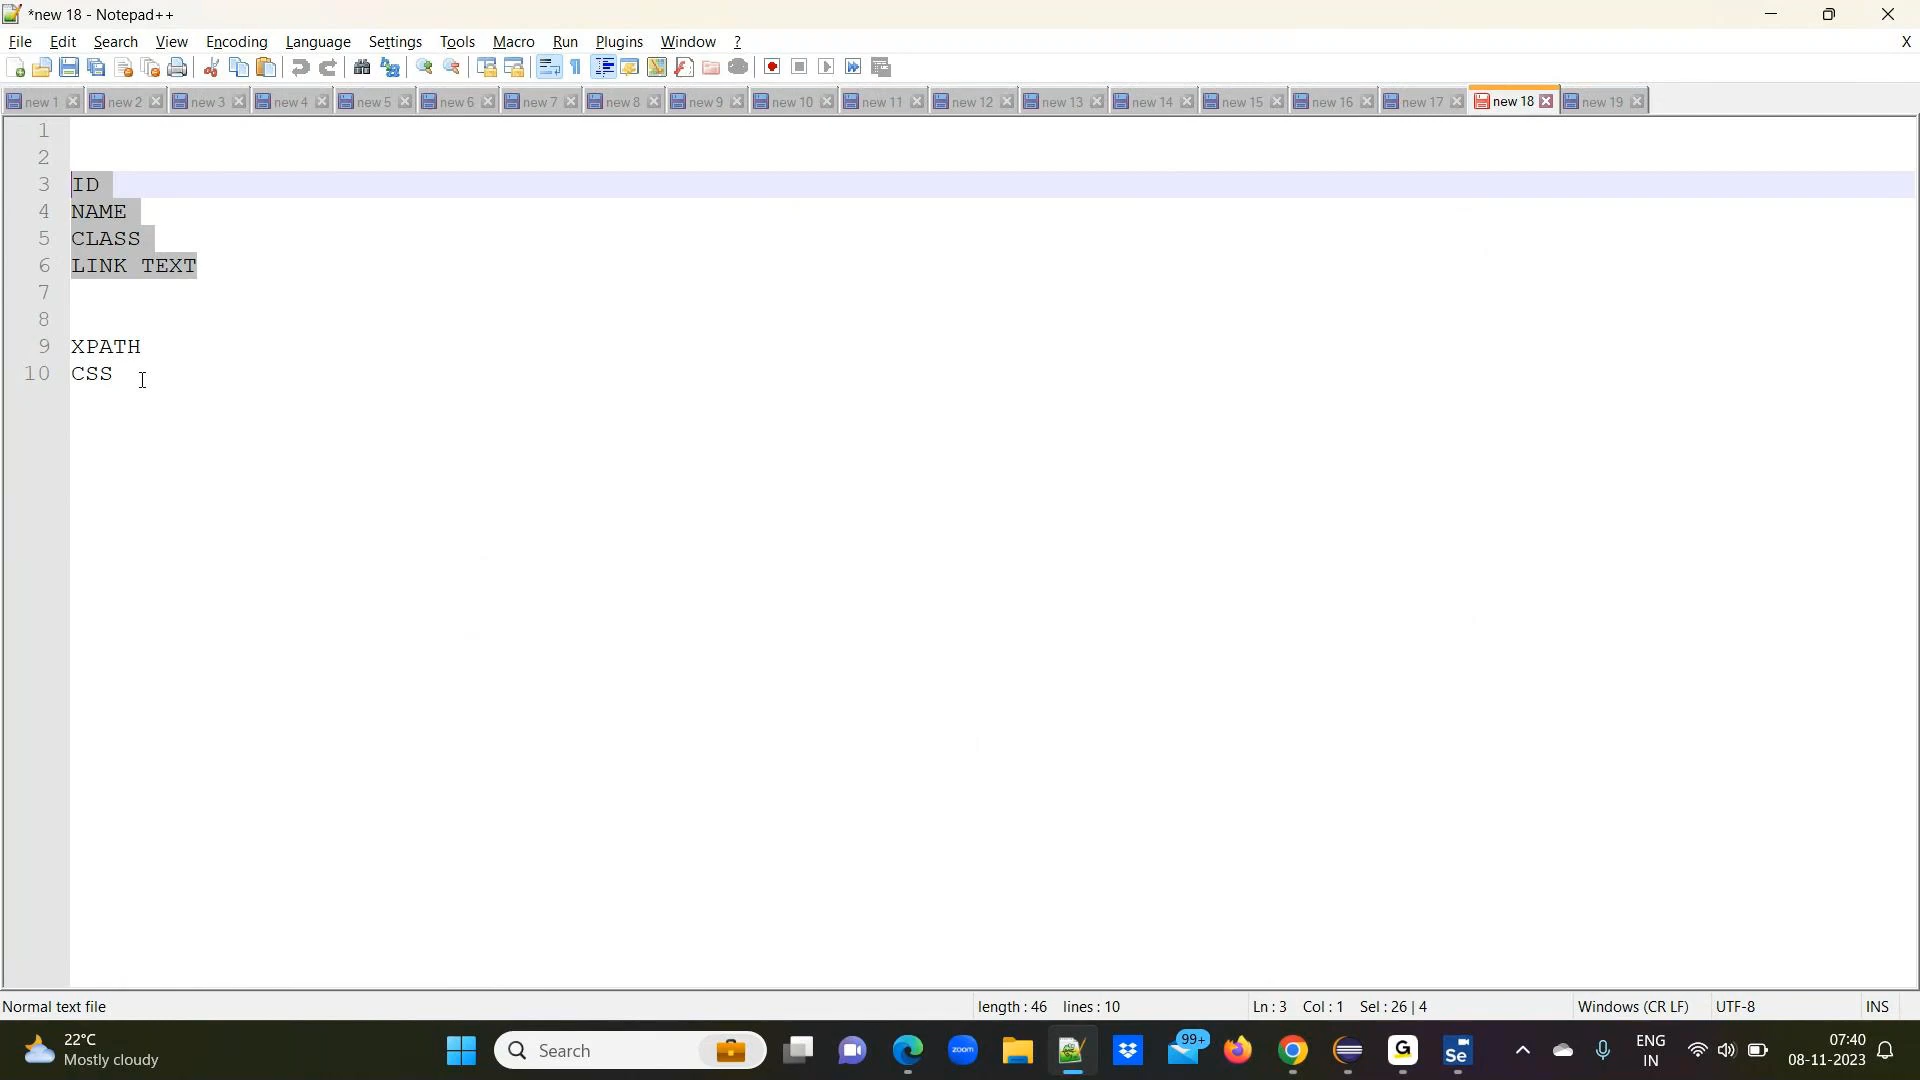 *new 18 - Notepad++
File Edit Search View Encoding Language Settings Tools Macro Run Plugins Window ? X
new 1 new 2 new 3 new 4 new 5 new 6 new 7 new 8 new 9 new 10 new 11 new 12 new 13 new 14 new 15 new 16 new 17 new 18 new 19
1
2
3 ID
4 NAME
5 CLASS
6 LINK TEXT
7
8
9 XPATH
10 CSS
Normal text file length : 46 lines : 10 Ln : 3 Col : 1 Sel : 26 | 4 Windows (CR LF) UTF-8 INS
22°C
Mostly cloudy
Search
zoom
99+
G
Se
ENG
IN
07:40
08-11-2023